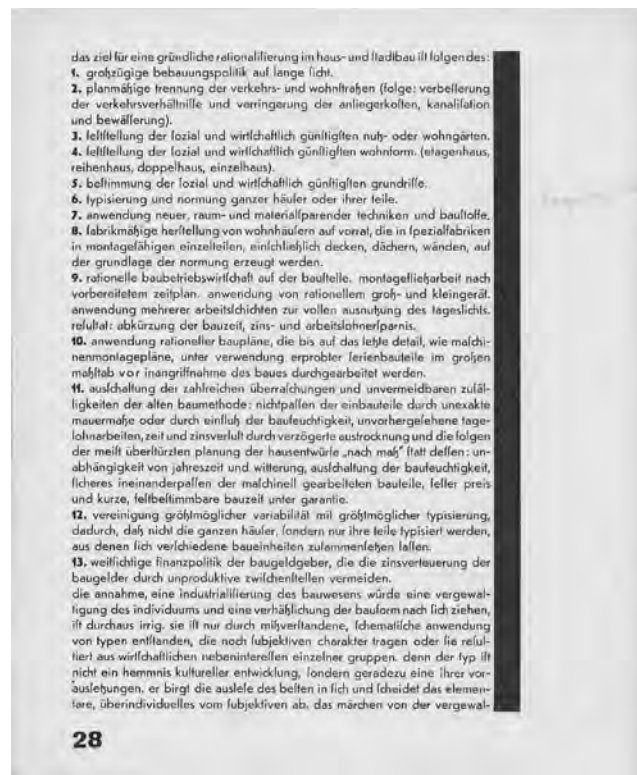 das ziel für eine gründliche rationaliſierung im haus- und ſtadtbau iſt folgendes:
1. großzügige bebauungspolitik auf lange ſicht.
2. planmäßige trennung der verkehrs- und wohnſtraßen (folge: verbeſſerung
der verkehrsverhältniſſe und verringerung der anliegerkoſten, kanaliſation
und bewäſſerung).
3. feſtſtellung der ſozial und wirtſchaftlich günſtigſten nutz- oder wohngärten.
4. feſtſtellung der ſozial und wirtſchaftlich günſtigſten wohnform. (etagenhaus,
reihenhaus, doppelhaus, einzelhaus).
5. beſtimmung der ſozial und wirtſchaftlich günſtigſten grundriſſe.
6. typiſierung und normung ganzer häuſer oder ihrer teile.
7. anwendung neuer, raum- und materialſparender techniken und bauſtoffe.
8. fabrikmäßige herſtellung von wohnhäuſern auf vorrat, die in ſpezialfabriken
in montagefähigen einzelteilen, einſchließlich decken, dächern, wänden, auf
der grundlage der normung erzeugt werden.
9. rationelle baubetriebswirtſchaft auf der bauſtelle. montagefließarbeit nach
vorbereitetem zeitplan. anwendung von rationellem groß- und kleingerät.
anwendung mehrerer arbeitsſchichten zur vollen ausnutzung des tageslichts.
reſultat: abkürzung der bauzeit, zins- und arbeitslohnerſparnis.
10. anwendung rationeller baupläne, die bis auf das letzte detail, wie maſchi-
nenmontagepläne, unter verwendung erprobter ſerienbauteile im großen
maßſtab vor inangriffnahme des baues durchgearbeitet werden.
11. ausſchaltung der zahlreichen überraſchungen und unvermeidbaren zufäl-
ligkeiten der alten baumethode: nichtpaſſen der einbauteile durch unexakte
mauermaße oder durch einfluß der baufeuchtigkeit, unvorhergeſehene tage-
lohnarbeiten, zeit und zinsverluſt durch verzögerte austrocknung und die folgen
der meiſt überſtürzten planung der hausentwürfe „nach maß“ ſtatt deſſen: un-
abhängigkeit von jahreszeit und witterung, ausſchaltung der baufeuchtigkeit,
ſicheres ineinanderpaſſen der maſchinell gearbeiteten bauteile, feſter preis
und kurze, feſtbeſtimmbare bauzeit unter garantie.
12. vereinigung größtmöglicher variabilität mit größtmöglicher typiſierung,
dadurch, daß nicht die ganzen häuſer, ſondern nur ihre teile typiſiert werden,
aus denen ſich verſchiedene baueinheiten zuſammenſetzen laſſen.
13. weitſichtige finanzpolitik der baugeldgeber, die die zinsverteuerung der
baugelder durch unproduktive zwiſchenſtellen vermeiden.
die annahme, eine induſtrialiſierung des bauweſens würde eine vergewal-
tigung des individuums und eine verhäßlichung der bauform nach ſich ziehen,
iſt durchaus irrig. sie iſt nur durch mißverſtandene, ſchematiſche anwendung
von typen entſtanden, die noch ſubjektiven charakter tragen oder ſie reſul-
tiert aus wirtſchaftlichen nebenintereſſen einzelner gruppen. denn der typ iſt
nicht ein hemmnis kultureller entwicklung, ſondern geradezu eine ihrer vor-
ausſetzungen. er birgt die ausleſe des beſten in ſich und ſcheidet das elemen-
tare, überindividuelles vom ſubjektiven ab. das märchen von der vergewal-
28